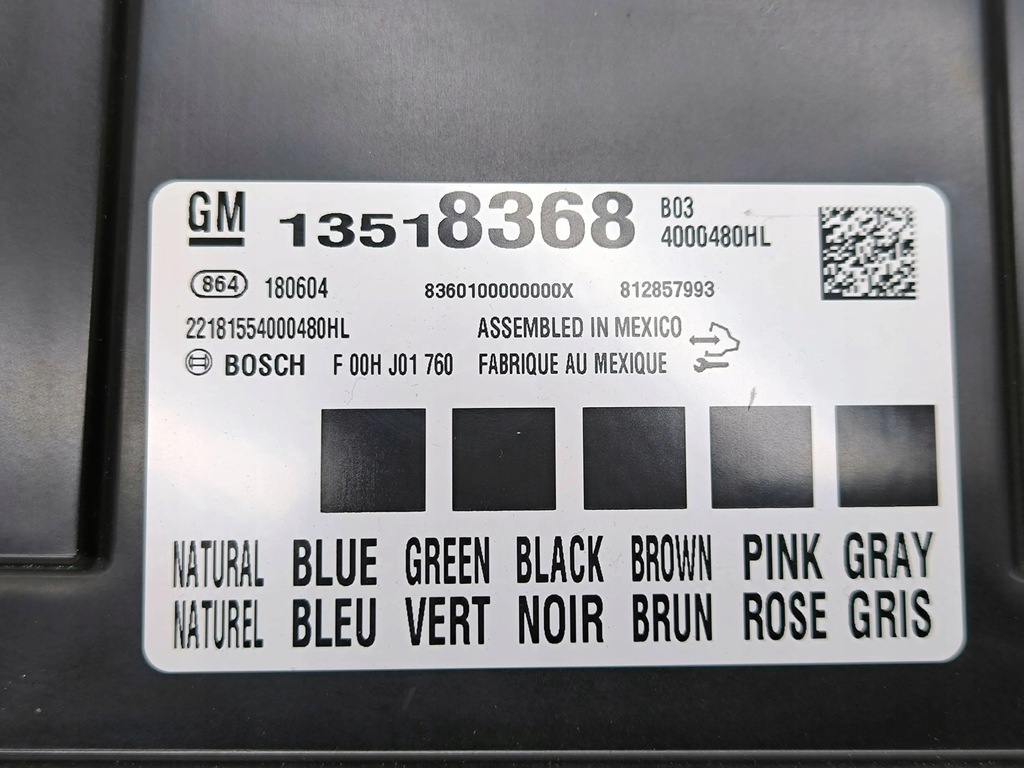 GM 13518368 B03
4000480HL
864 180604 8360100000000X 812857993
22181554000480HL ASSEMBLED IN MEXICO
BOSCH F 00H J01 760 FABRIQUE AU MEXIQUE
NATURAL BLUE GREEN BLACK BROWN PINK GRAY
NATUREL BLEU VERT NOIR BRUN ROSE GRIS